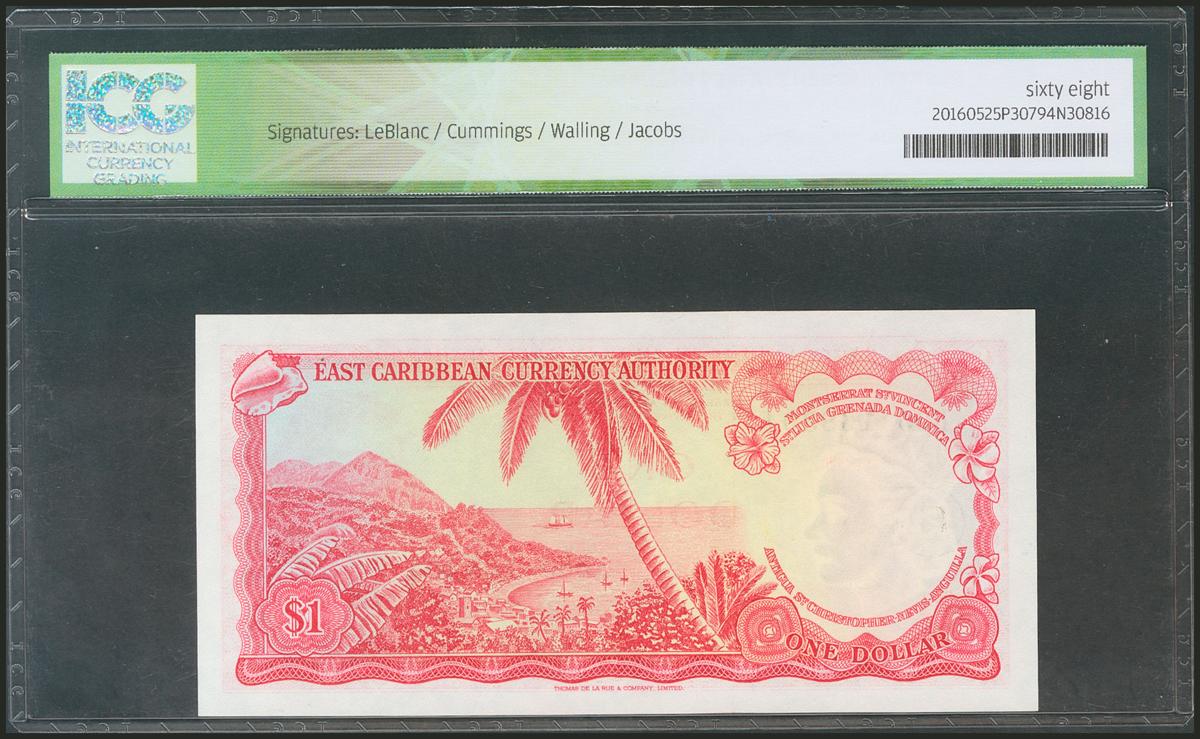 ICG
INTERNATIONAL
CURRENCY
GRADING
Signatures: LeBlanc / Cummings / Walling / Jacobs
sixty eight
20160525P30794N30816
EAST CARIBBEAN CURRENCY AUTHORITY
MONTSERRAT ST VINCENT
ST LUCIA GRENADA DOMINICA
ANTIGUA ST CHRISTOPHER-NEVIS-ANGUILLA
$1
ONE DOLLAR
THOMAS DE LA RUE & COMPANY, LIMITED.